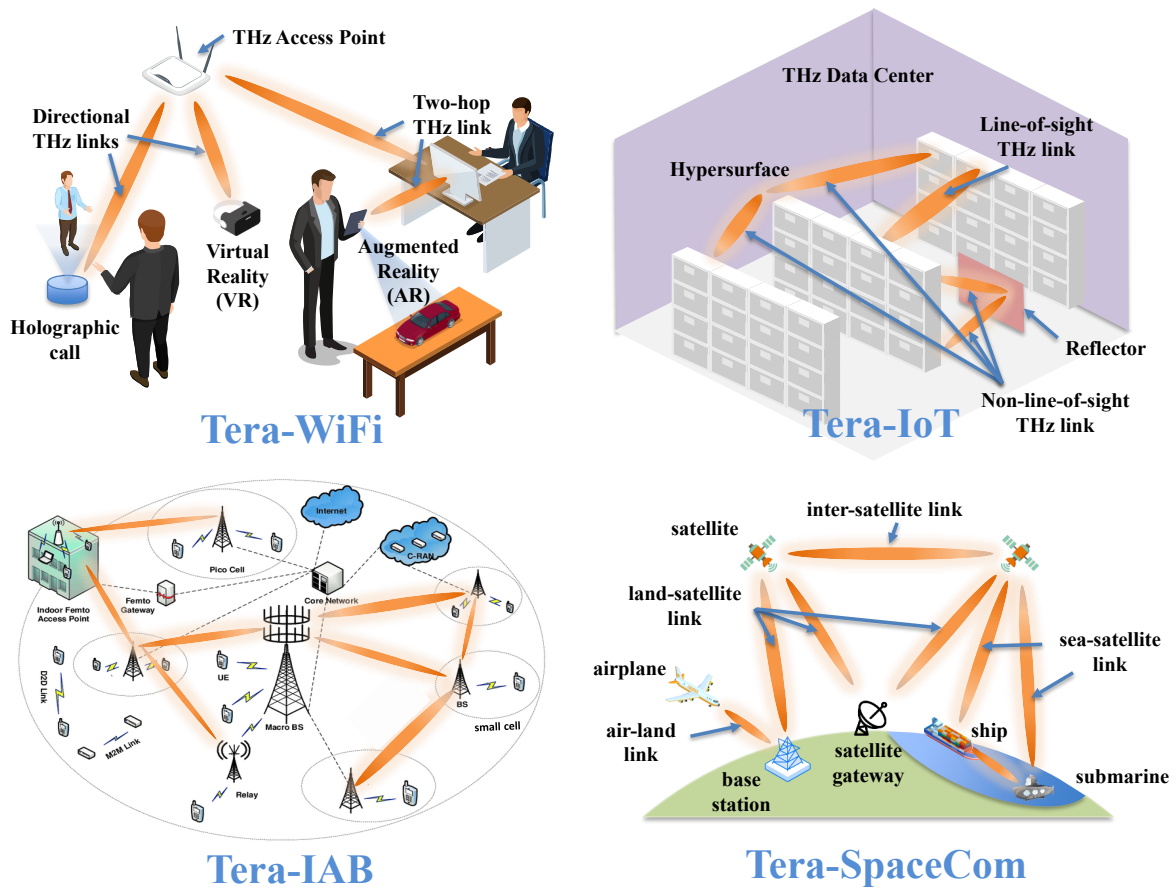 THz Access Point
Directional
THz links
Two-hop
THz link
Virtual
Reality
(VR)
Augmented
Reality
(AR)
Holographic
call
Tera-WiFi
THz Data Center
Line-of-sight
THz link
Hypersurface
Reflector
Non-line-of-sight
THz link
Tera-IoT
Internet
C-RAN
Pico Cell
Indoor Femto
Access Point
Femto
Gateway
Core Network
D2D Link
UE
M2M Link
Macro BS
BS
small cell
Relay
Tera-IAB
inter-satellite link
satellite
land-satellite
link
sea-satellite
link
airplane
air-land
link
base
station
satellite
gateway
ship
submarine
Tera-SpaceCom